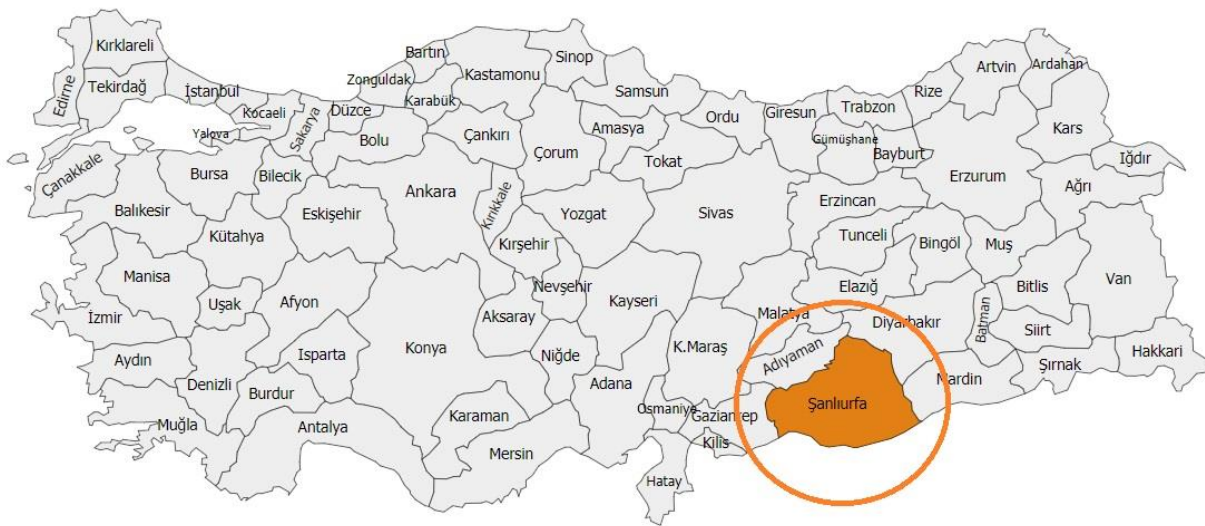 Kırklareli
Edirne
Tekirdağ
İstanbul
Kocaeli
Yalova
Sakarya
Düzce
Zonguldak
Bartın
Karabük
Kastamonu
Sinop
Samsun
Ordu
Giresun
Trabzon
Rize
Artvin
Ardahan
Kars
Iğdır
Ağrı
Erzurum
Bayburt
Gümüşhane
Çanakkale
Bursa
Bilecik
Bolu
Çankırı
Çorum
Amasya
Tokat
Balıkesir
Kütahya
Eskişehir
Ankara
Kırıkkale
Yozgat
Sivas
Erzincan
Tunceli
Bingöl
Muş
Bitlis
Van
Manisa
Uşak
Afyon
Kırşehir
Nevşehir
Kayseri
Malatya
Elazığ
Diyarbakır
Batman
Siirt
Şırnak
Hakkari
İzmir
Aydın
Denizli
Isparta
Burdur
Konya
Aksaray
Niğde
Adana
K.Maraş
Adıyaman
Şanlıurfa
Mardin
Muğla
Antalya
Karaman
Mersin
Osmaniye
Gaziantep
Kilis
Hatay